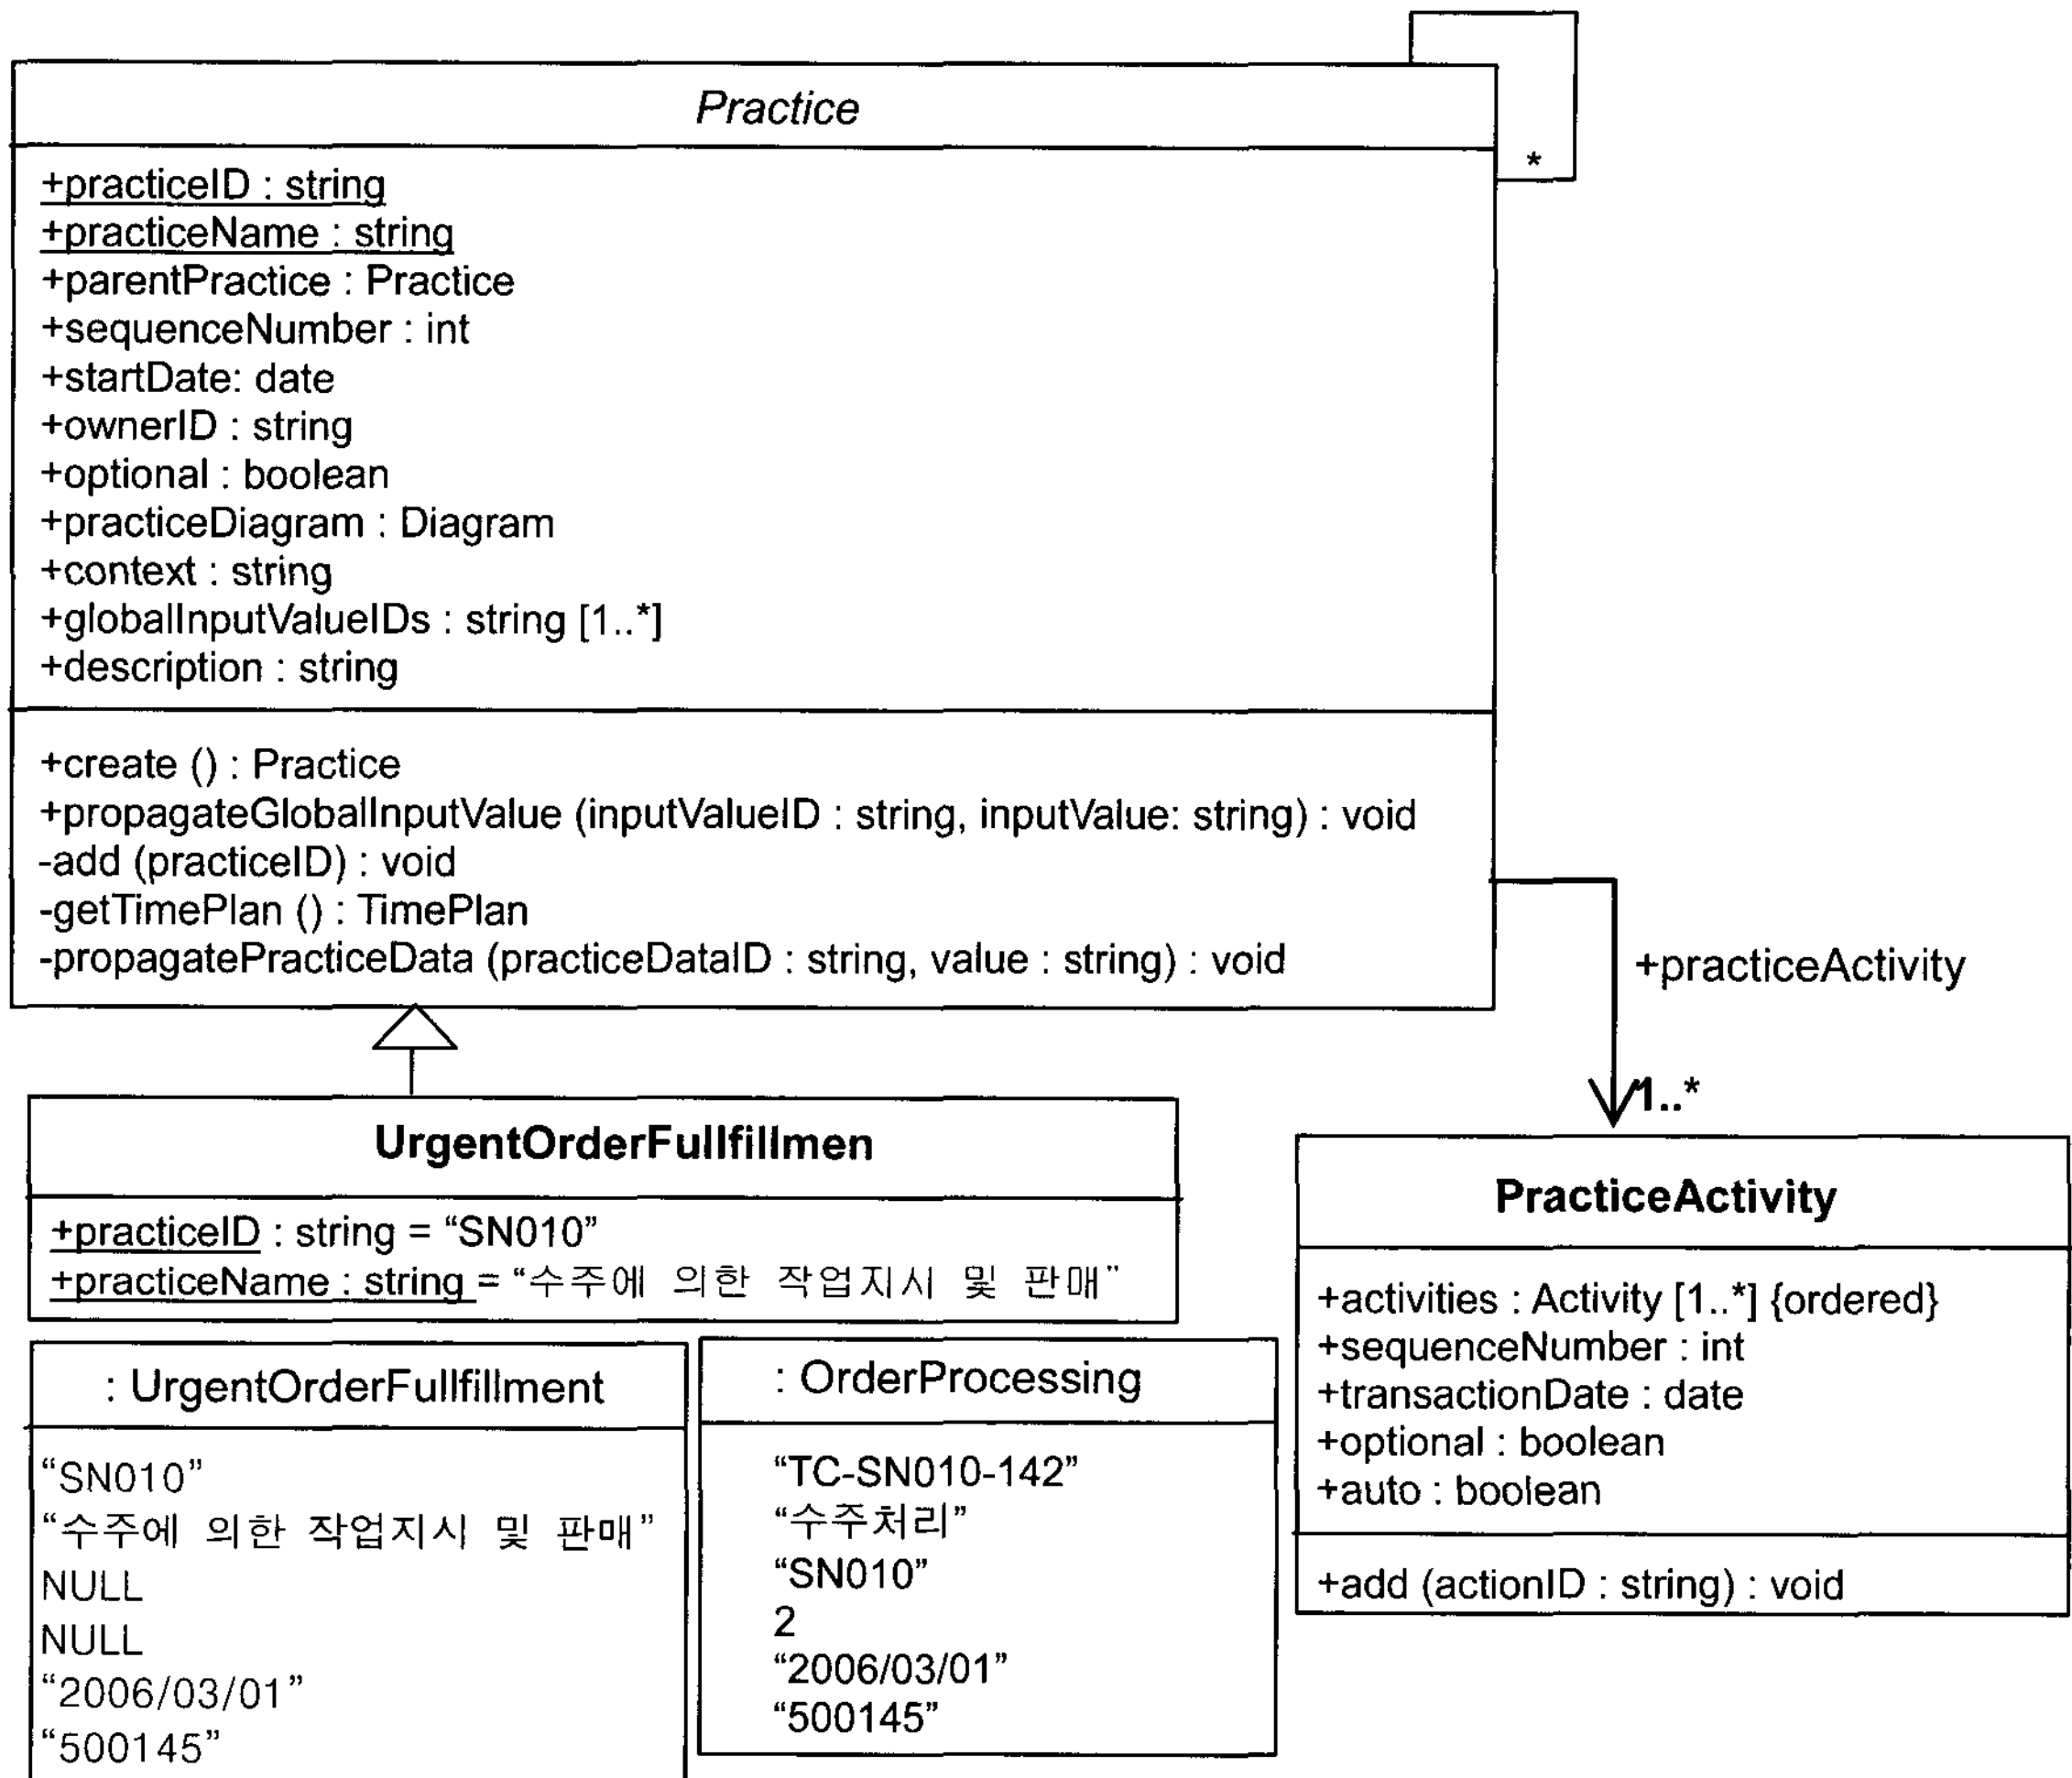 Practice
*
+practiceID : string
+practiceName : string
+parentPractice : Practice
+sequenceNumber : int
+startDate: date
+ownerID : string
+optional : boolean
+practiceDiagram : Diagram
+context : string
+globalInputValueIDs : string [1..*]
+description : string
+create () : Practice
+propagateGlobalInputValue (inputValueID : string, inputValue: string) : void
-add (practiceID) : void
-getTimePlan () : TimePlan
-propagatePracticeData (practiceDataID : string, value : string) : void
+practiceActivity
1..*
UrgentOrderFullfillmen
+practiceID : string = “SN010”
+practiceName : string = “수주에 의한 작업지시 및 판매”
PracticeActivity
+activities : Activity [1..*] {ordered}
+sequenceNumber : int
+transactionDate : date
+optional : boolean
+auto : boolean
+add (actionID : string) : void
: UrgentOrderFullfillment
“SN010”
“수주에 의한 작업지시 및 판매”
NULL
NULL
“2006/03/01”
“500145”
: OrderProcessing
“TC-SN010-142”
“수주처리”
“SN010”
2
“2006/03/01”
“500145”